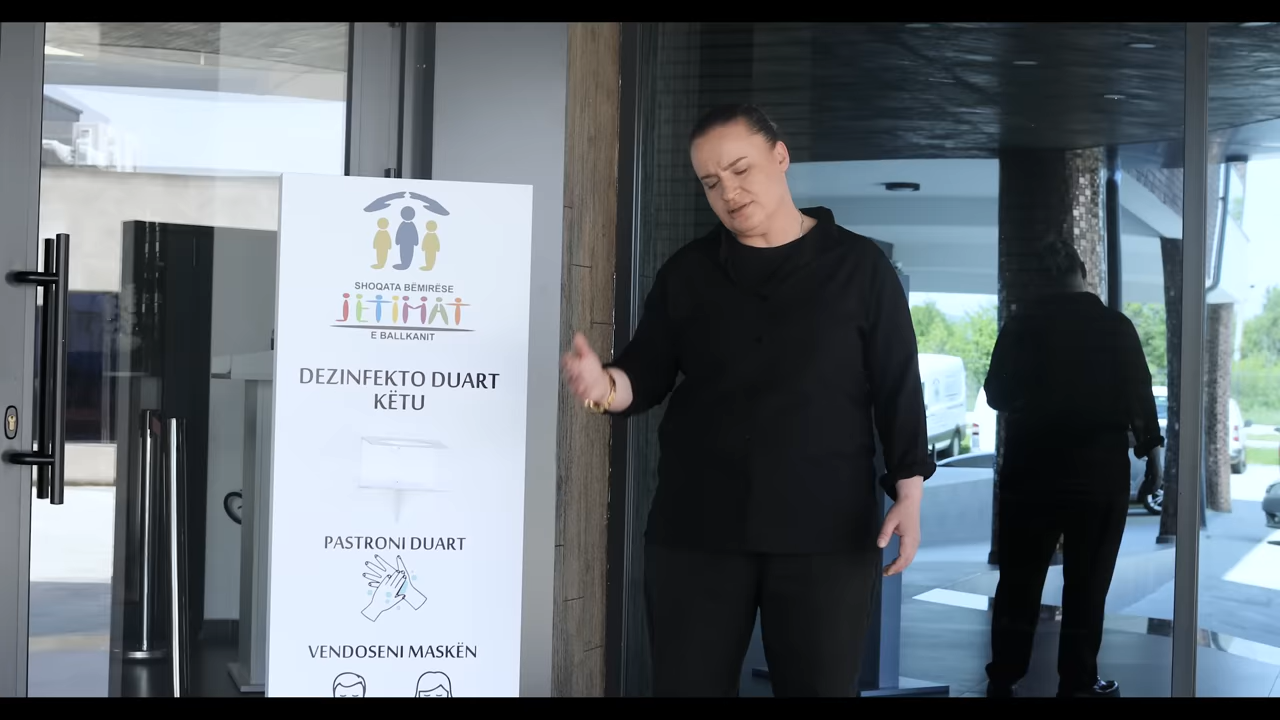 SHOQATA BËMIRËSE
JETIMAT
E BALLKANIT
DEZINFEKTO DUART
KËTU
PASTRONI DUART
VENDOSENI MASKËN